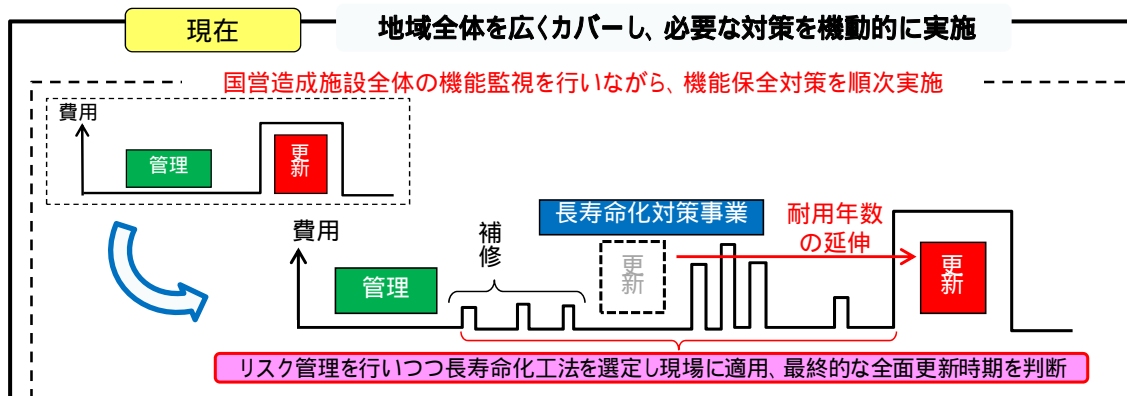 現在
地域全体を広くカバーし、必要な対策を機動的に実施
国営造成施設全体の機能監視を行いながら、機能保全対策を順次実施
費用
管理
更新
費用
管理
補修
長寿命化対策事業
更新
耐用年数
の延伸
更新
リスク管理を行いつつ長寿命化工法を選定し現場に適用、最終的な全面更新時期を判断